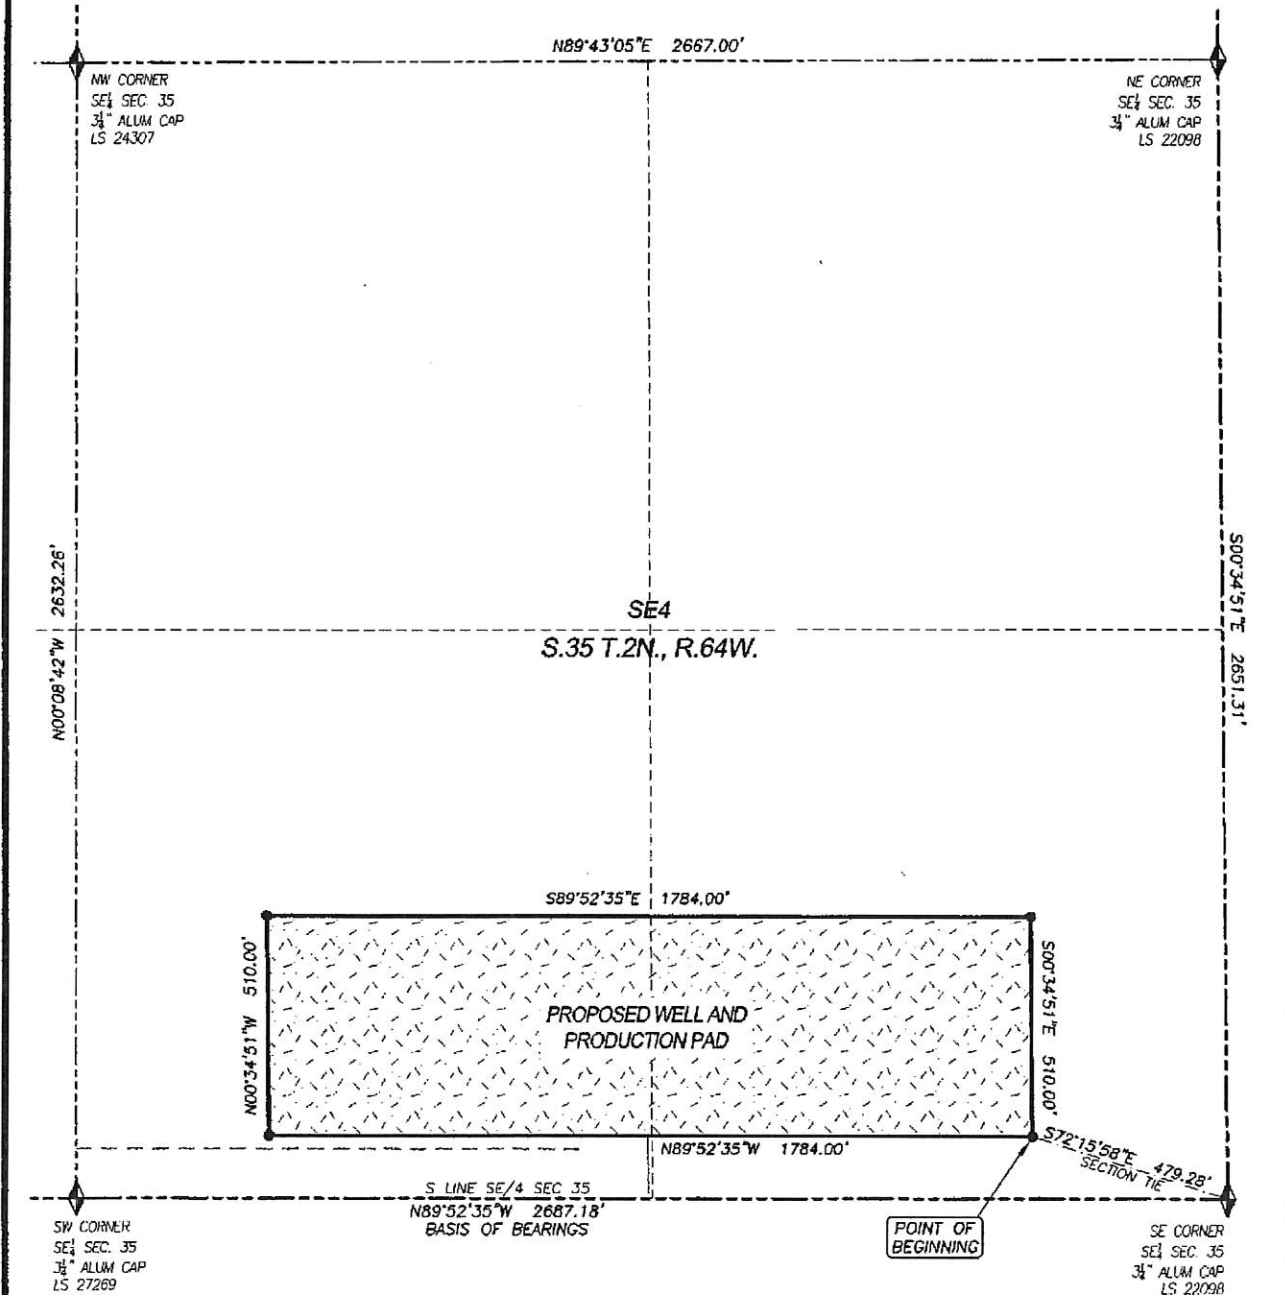 N89°43'05"E 2667.00'
NW CORNER
SE¼ SEC. 35
3¼" ALUM CAP
LS 24307
NE CORNER
SE¼ SEC. 35
3¼" ALUM CAP
LS 22098
N00°08'42"W 2632.26'
S00°34'51"E 2651.31'
SE4
S.35 T.2N., R.64W.
S89°52'35"E 1784.00'
N00°34'51"W 510.00'
S00°34'51"E 510.00'
PROPOSED WELL AND
PRODUCTION PAD
N89°52'35"W 1784.00'
S72°15'58"E 479.28'
SECTION TIE
S LINE SE/4 SEC 35
N89°52'35"W 2687.18'
BASIS OF BEARINGS
POINT OF
BEGINNING
SW CORNER
SE¼ SEC. 35
3¼" ALUM CAP
LS 27269
SE CORNER
SE¼ SEC. 35
3¼" ALUM CAP
LS 22098